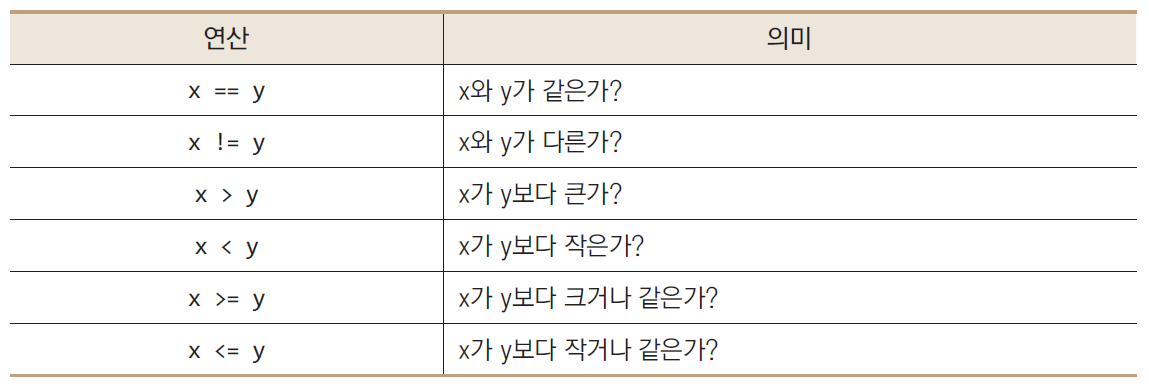 연산 의미
x == y x와 y가 같은가?
x != y x와 y가 다른가?
x > y x가 y보다 큰가?
x < y x가 y보다 작은가?
x >= y x가 y보다 크거나 같은가?
x <= y x가 y보다 작거나 같은가?